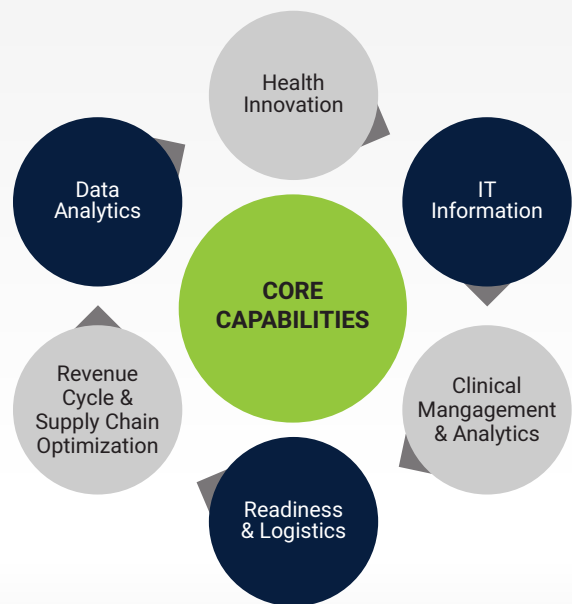 Health
Innovation
IT
Information
Clinical
Mangagement
& Analytics
Readiness
& Logistics
Revenue
Cycle &
Supply Chain
Optimization
Data
Analytics
CORE
CAPABILITIES